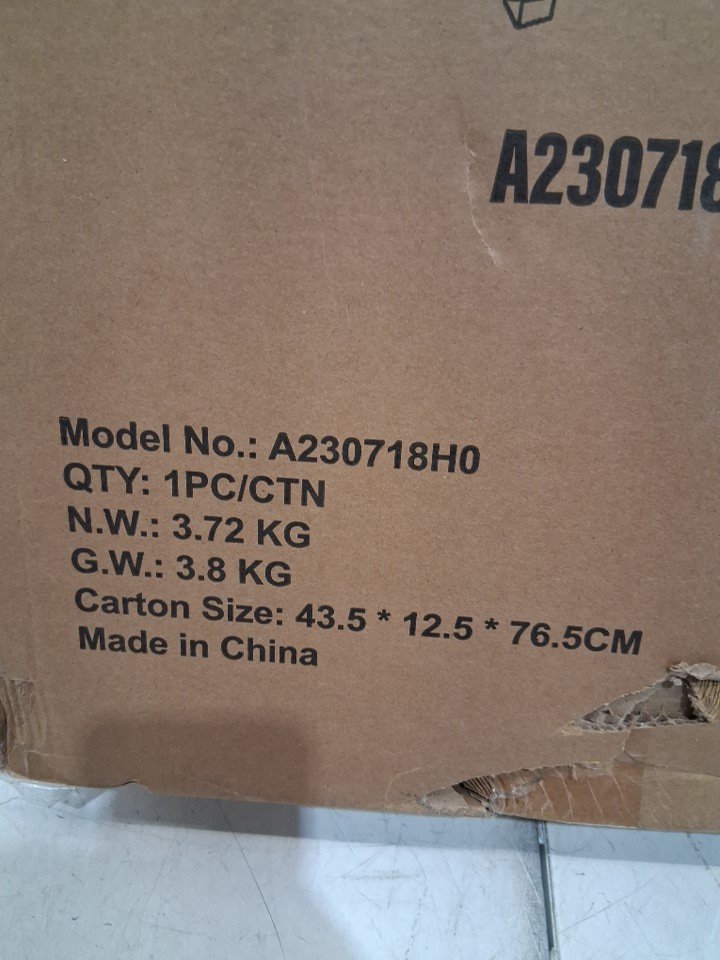 A230718
Model No.: A230718H0
QTY: 1PC/CTN
N.W.: 3.72 KG
G.W.: 3.8 KG
Carton Size: 43.5 * 12.5 * 76.5CM
Made in China